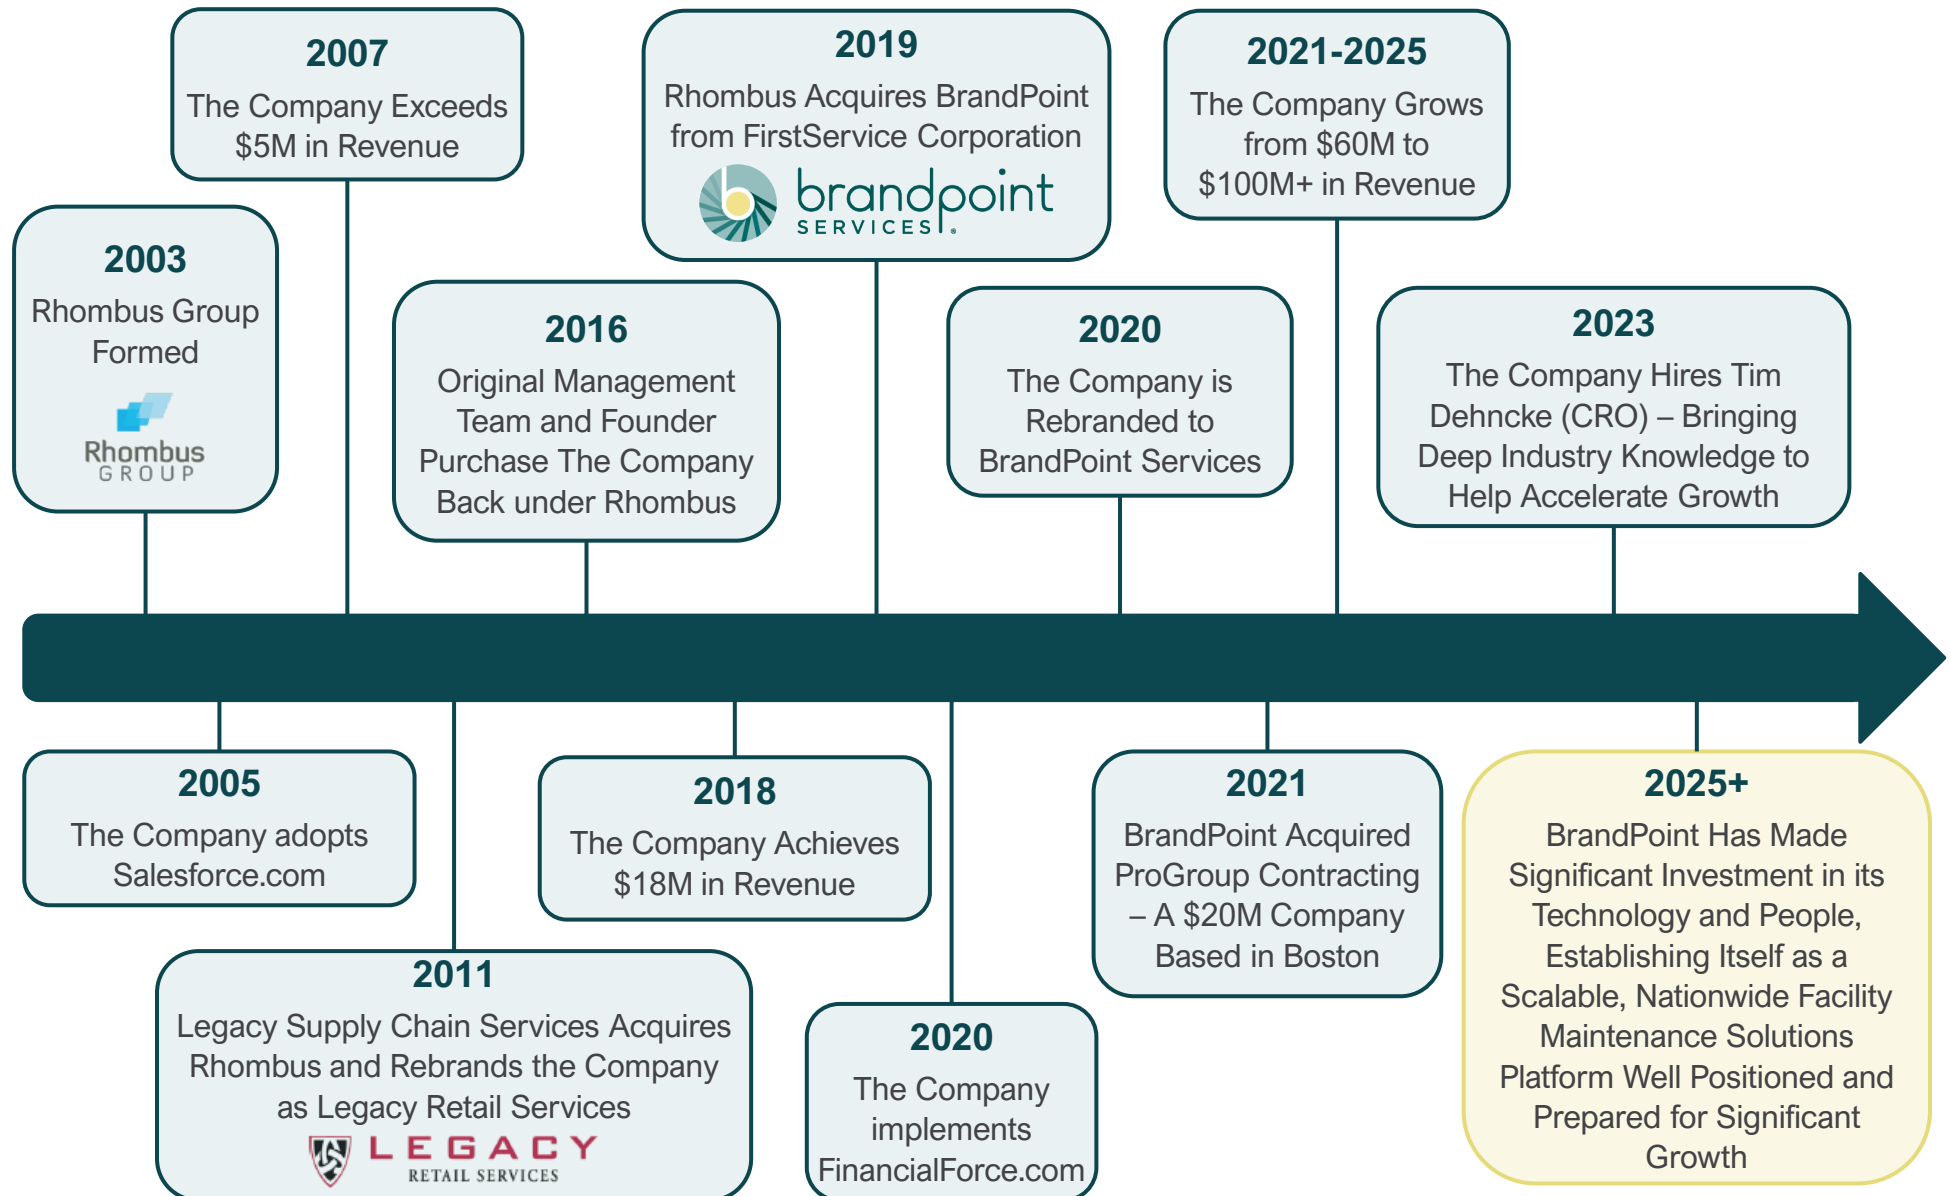 2007
The Company Exceeds
$5M in Revenue
2019
Rhombus Acquires BrandPoint
from FirstService Corporation
b
brandpoint
SERVICES®
2021-2025
The Company Grows
from $60M to
$100M+ in Revenue
2003
Rhombus Group
Formed
Rhombus
GROUP
2016
Original Management
Team and Founder
Purchase The Company
Back under Rhombus
2020
The Company is
Rebranded to
BrandPoint Services
2023
The Company Hires Tim
Dehncke (CRO) – Bringing
Deep Industry Knowledge to
Help Accelerate Growth
2005
The Company adopts
Salesforce.com
2011
Legacy Supply Chain Services Acquires
Rhombus and Rebrands the Company
as Legacy Retail Services
LEGACY
RETAIL SERVICES
2018
The Company Achieves
$18M in Revenue
2020
The Company
implements
FinancialForce.com
2021
BrandPoint Acquired
ProGroup Contracting
– A $20M Company
Based in Boston
2025+
BrandPoint Has Made
Significant Investment in its
Technology and People,
Establishing Itself as a
Scalable, Nationwide Facility
Maintenance Solutions
Platform Well Positioned and
Prepared for Significant
Growth